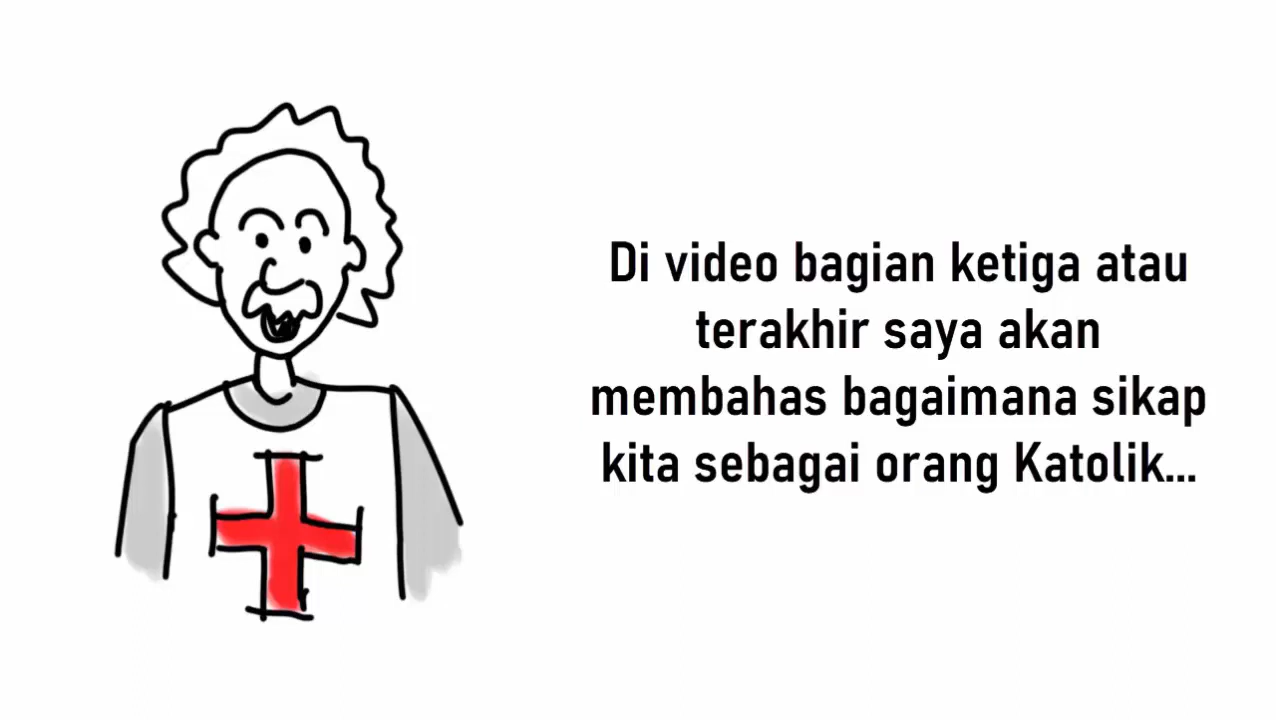 Di video bagian ketiga atau
terakhir saya akan
membahas bagaimana sikap
kita sebagai orang Katolik...